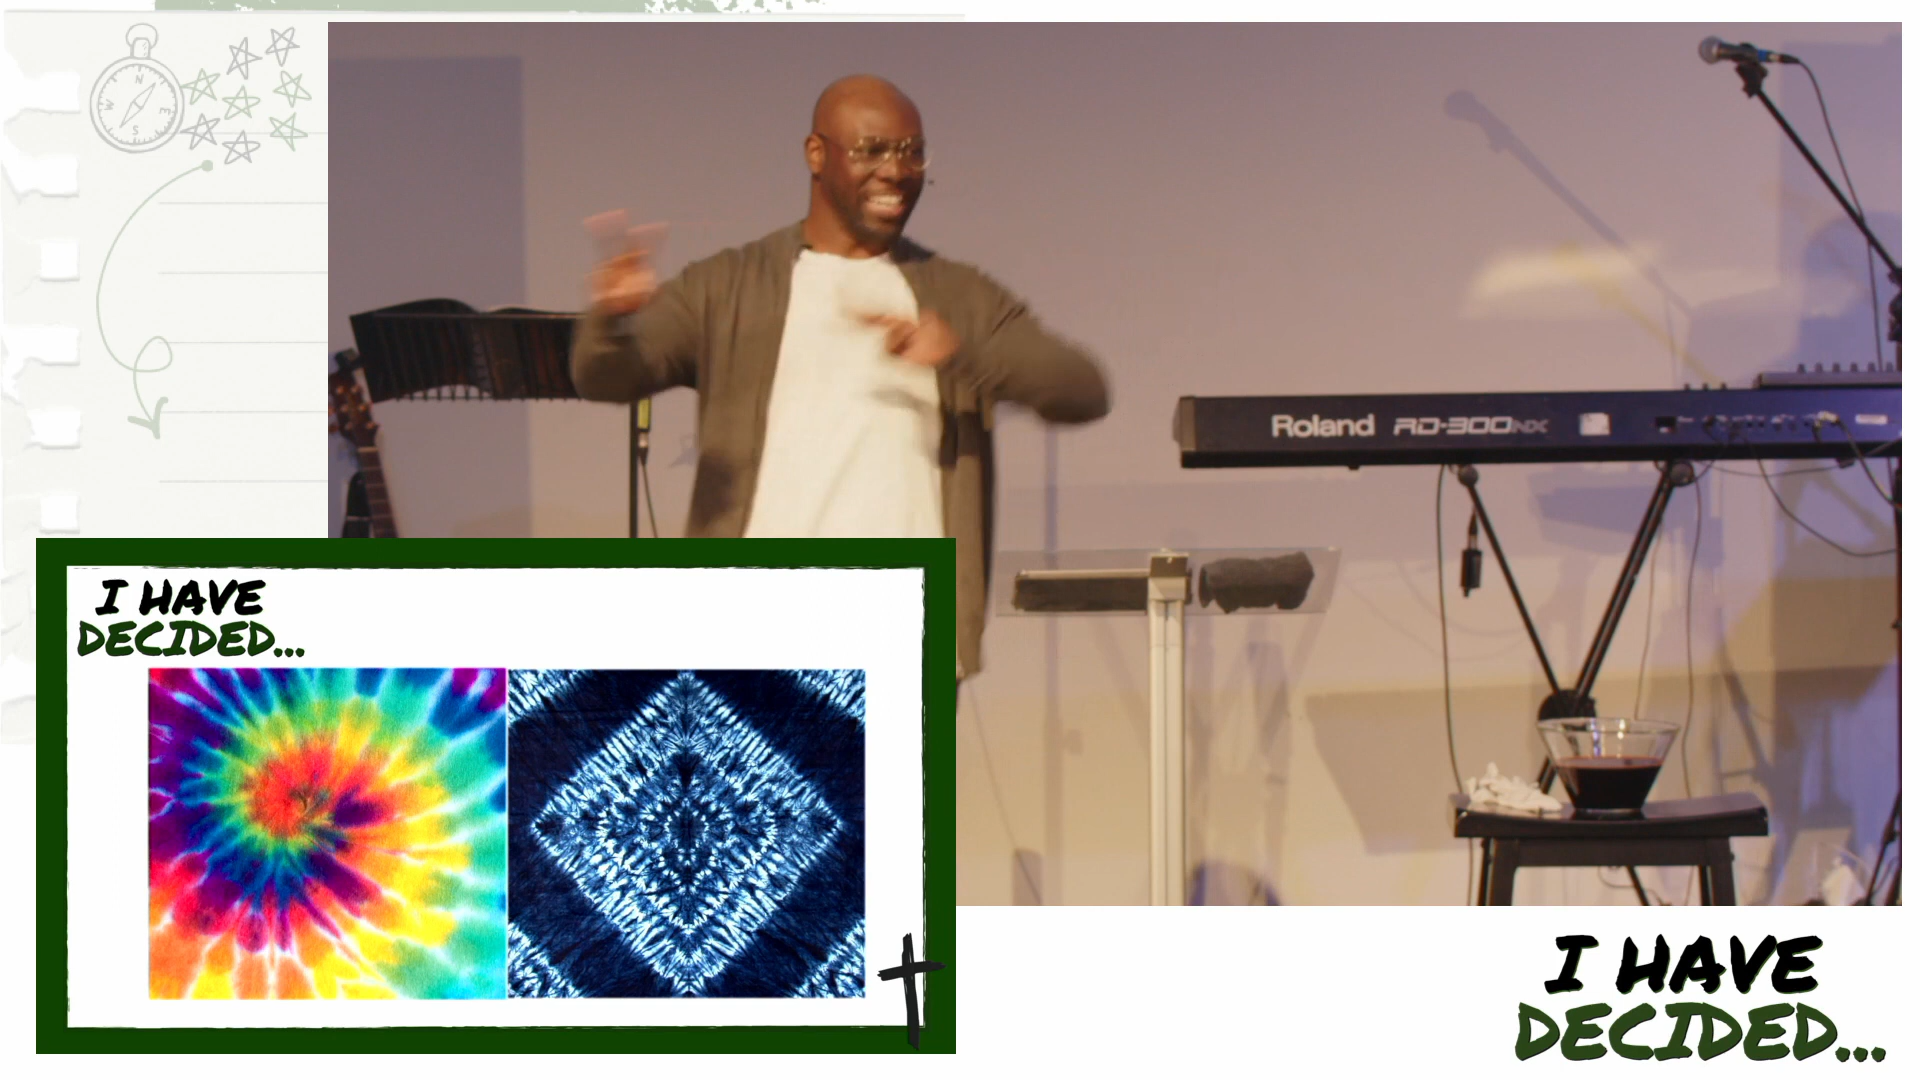 N
W
E
S
Roland RD-300NX
I HAVE
DECIDED...
I HAVE
DECIDED...